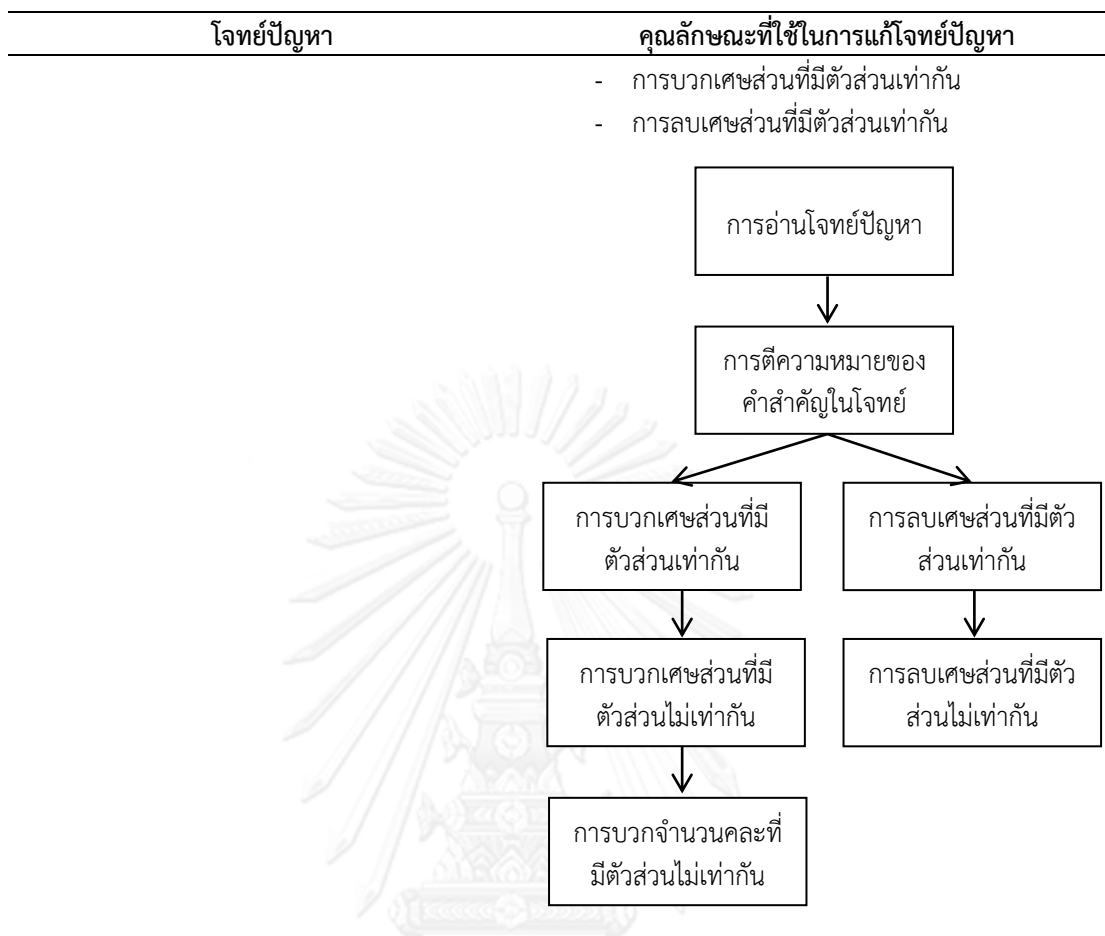 โจทย์ปัญหา คุณลักษณะที่ใช้ในการแก้โจทย์ปัญหา
- การบวกเศษส่วนที่มีตัวส่วนเท่ากัน
- การลบเศษส่วนที่มีตัวส่วนเท่ากัน
การอ่านโจทย์ปัญหา
การตีความหมายของ
คำสำคัญในโจทย์
การบวกเศษส่วนที่มี
ตัวส่วนเท่ากัน
การลบเศษส่วนที่มีตัว
ส่วนเท่ากัน
การบวกเศษส่วนที่มี
ตัวส่วนไม่เท่ากัน
การลบเศษส่วนที่มีตัว
ส่วนไม่เท่ากัน
การบวกจำนวนคละที่
มีตัวส่วนไม่เท่ากัน